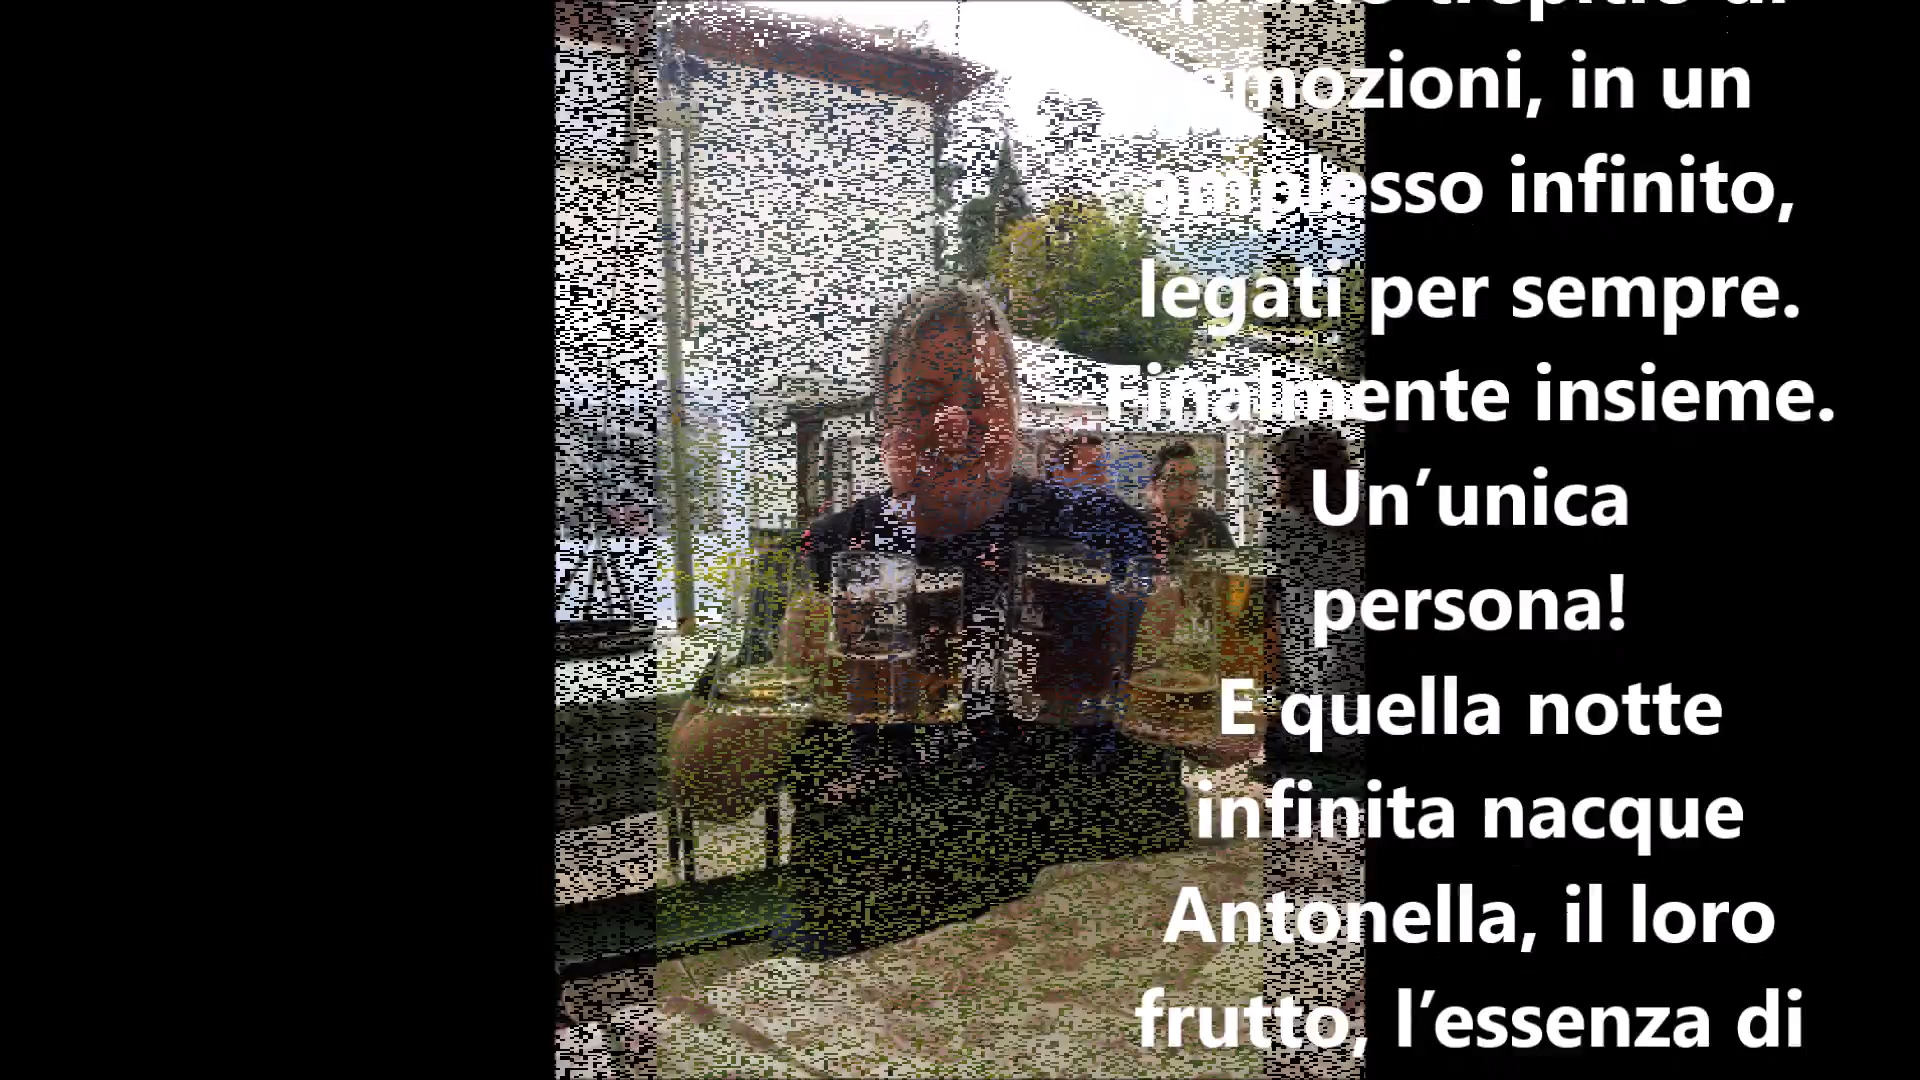 emozioni, in un
amplesso infinito,
legati per sempre.
Finalmente insieme.
Un’unica
persona!
E quella notte
infinita nacque
Antonella, il loro
frutto, l’essenza di